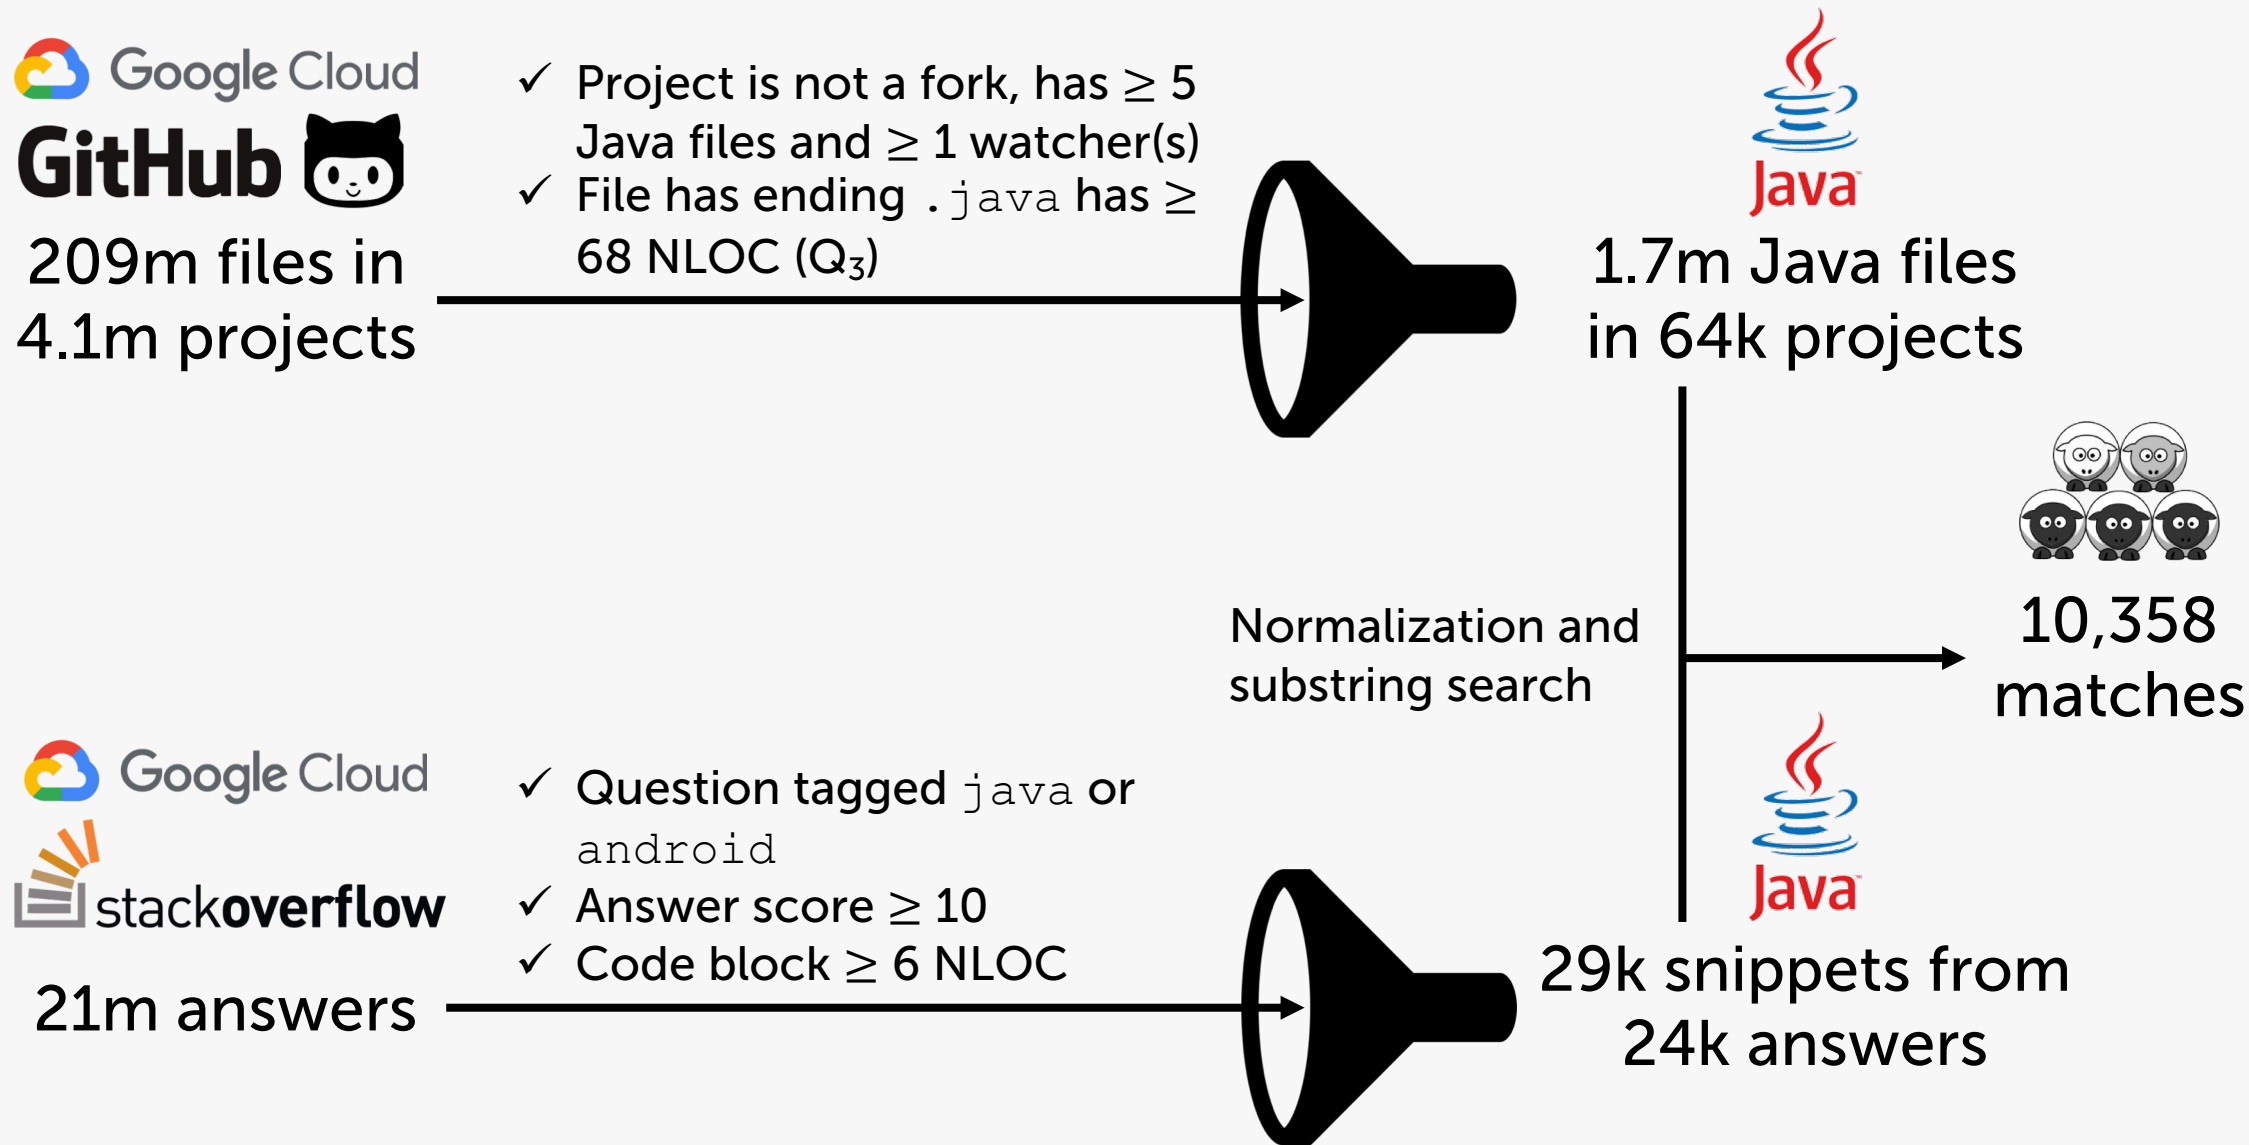 Google Cloud
GitHub
209m files in
4.1m projects
✓ Project is not a fork, has ≥ 5
Java files and ≥ 1 watcher(s)
✓ File has ending .java has ≥
68 NLOC (Q₃)
Java™
1.7m Java files
in 64k projects
Normalization and
substring search
10,358
matches
Google Cloud
stackoverflow
21m answers
✓ Question tagged java or
android
✓ Answer score ≥ 10
✓ Code block ≥ 6 NLOC
Java™
29k snippets from
24k answers